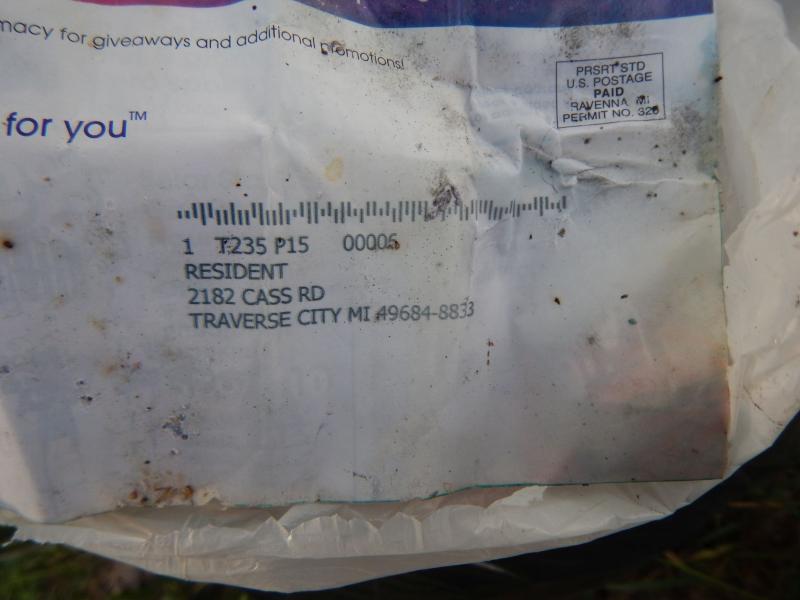 macy for giveaways and additional promotions!
for you™
PRSRT STD
U.S. POSTAGE
PAID
RAVENNA, MI
PERMIT NO. 320
1 T235 P15 00006
RESIDENT
2182 CASS RD
TRAVERSE CITY MI 49684-8833